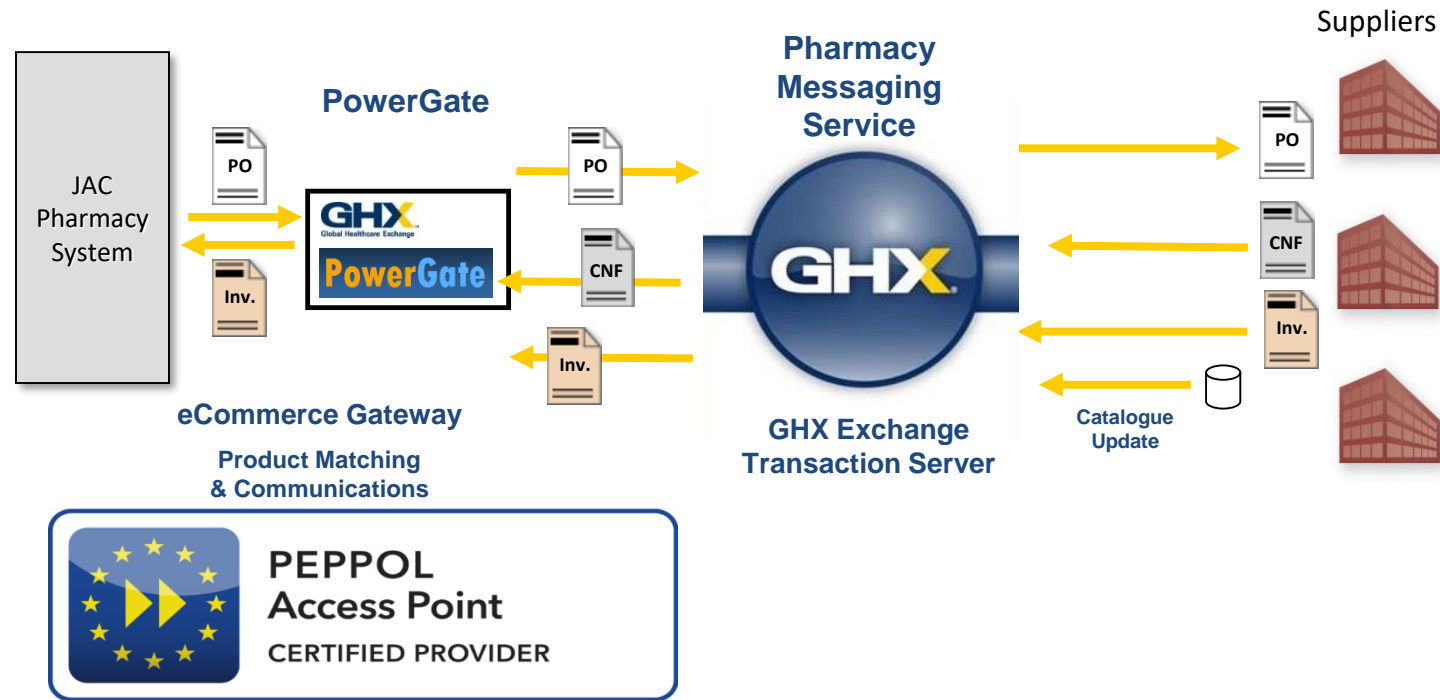 Suppliers
Pharmacy
Messaging
Service
PowerGate
PO
PO
PO
JAC
Pharmacy
System
GHX
Global Healthcare Exchange
PowerGate
CNF
CNF
GHX
Inv.
Inv.
Inv.
eCommerce Gateway
Product Matching
& Communications
GHX Exchange
Transaction Server
Catalogue
Update
PEPPOL
Access Point
CERTIFIED PROVIDER